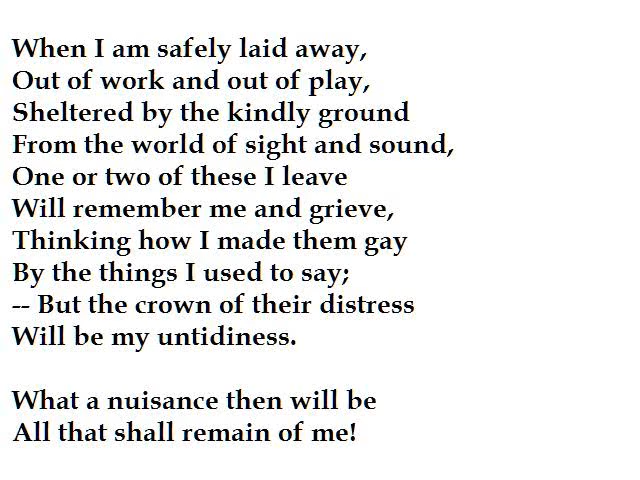 When I am safely laid away,
Out of work and out of play,
Sheltered by the kindly ground
From the world of sight and sound,
One or two of these I leave
Will remember me and grieve,
Thinking how I made them gay
By the things I used to say;
-- But the crown of their distress
Will be my untidiness.

What a nuisance then will be
All that shall remain of me!